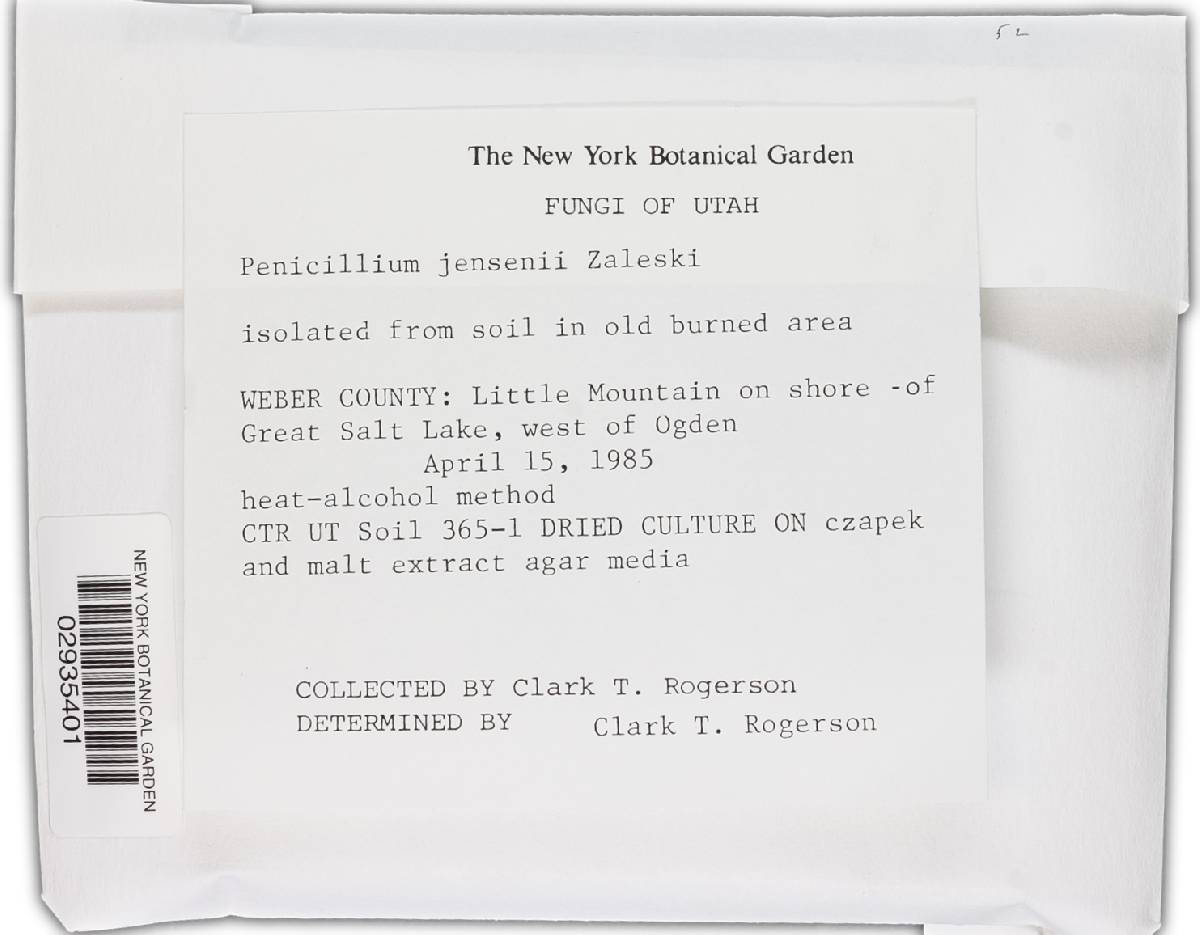 52
The New York Botanical Garden
FUNGI OF UTAH
Penicillium jensenii Zaleski
isolated from soil in old burned area
WEBER COUNTY: Little Mountain on shore -of
Great Salt Lake, west of Ogden
April 15, 1985
heat-alcohol method
CTR UT Soil 365-1 DRIED CULTURE ON czapek
and malt extract agar media
COLLECTED BY Clark T. Rogerson
DETERMINED BY Clark T. Rogerson
NEW YORK BOTANICAL GARDEN
02935401